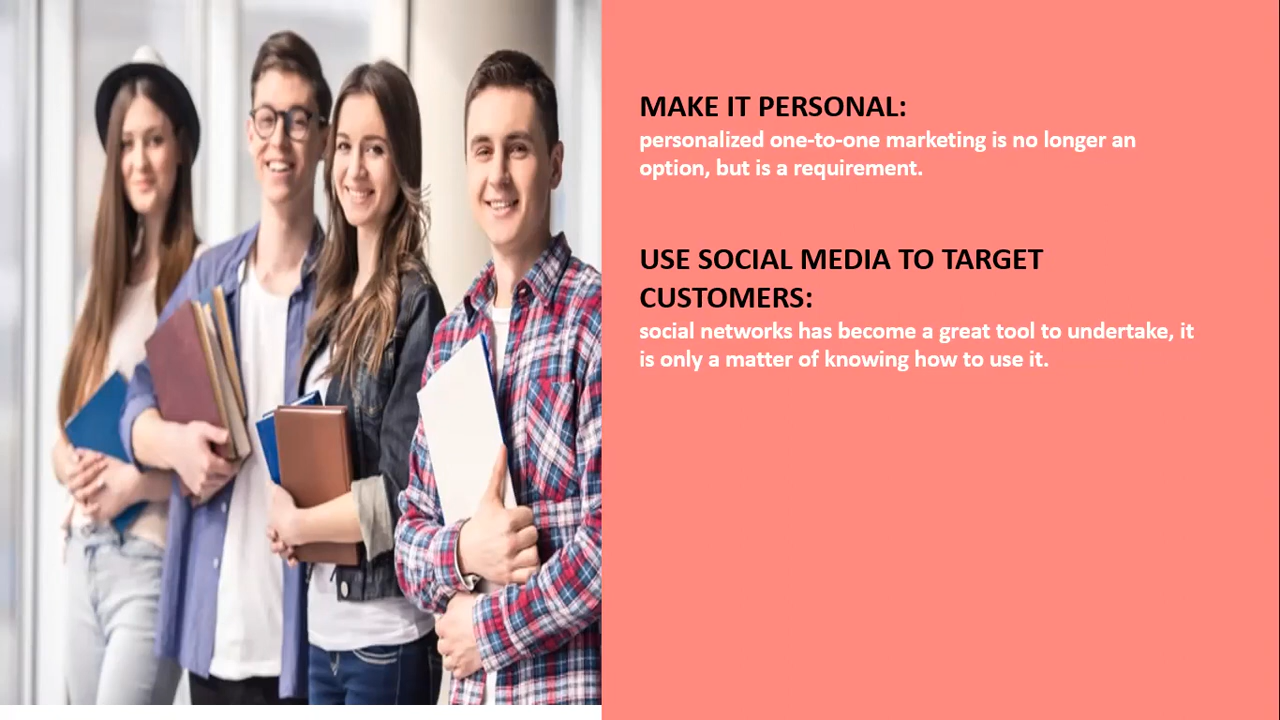 MAKE IT PERSONAL:
personalized one-to-one marketing is no longer an
option, but is a requirement.
USE SOCIAL MEDIA TO TARGET
CUSTOMERS:
social networks has become a great tool to undertake, it
is only a matter of knowing how to use it.